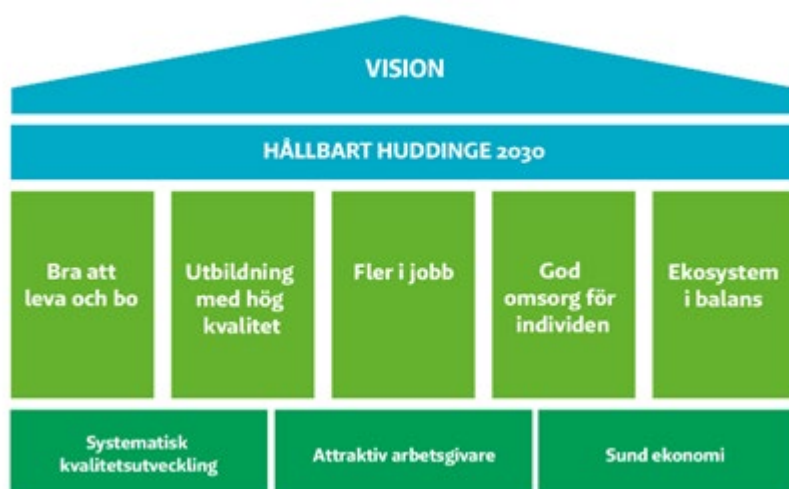 VISION
HÅLLBART HUDDINGE 2030
Bra att
leva och bo
Utbildning
med hög
kvalitet
Fler i jobb
God
omsorg för
individen
Ekosystem
i balans
Systematisk
kvalitetsutveckling
Attraktiv arbetsgivare
Sund ekonomi